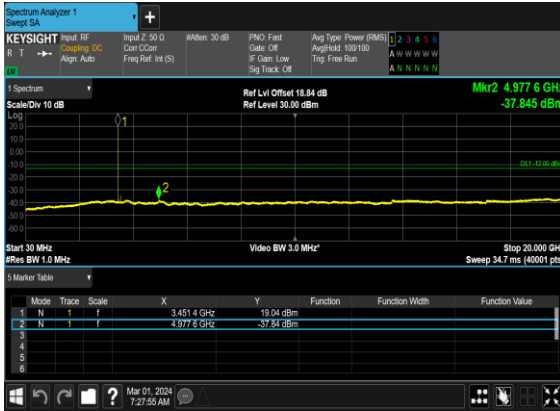 Spectrum Analyzer 1
Swept SA
+
KEYSIGHT Input: RF Input Z: 50 Ω #Atten: 30 dB PNO: Fast Avg Type: Power (RMS) 1 2 3 4 5 6
R T Coupling: DC Corr CCorr Gate: Off Avg|Hold: 100/100 A W W W W W
Align: Auto Freq Ref: Int (S) IF Gain: Low Trig: Free Run
Sig Track: Off A N N N N N
1 Spectrum Ref Lvl Offset 18.84 dB Mkr2 4.977 6 GHz
Scale/Div 10 dB Ref Level 30.00 dBm -37.845 dBm
Log
20.0
10.0
0.00
-10.0
-20.0
-30.0
-40.0
-50.0
-60.0
1
2
DL1 -13.00 dBm
Start 30 MHz Video BW 3.0 MHz* Stop 20.000 GH
#Res BW 1.0 MHz Sweep 34.7 ms (40001 pts
5 Marker Table
Mode Trace Scale X Y Function Function Width Function Value
1 N 1 f 3.451 4 GHz 19.04 dBm
2 N 1 f 4.977 6 GHz -37.84 dBm
3
4
5
6
? Mar 01, 2024
7:27:55 AM